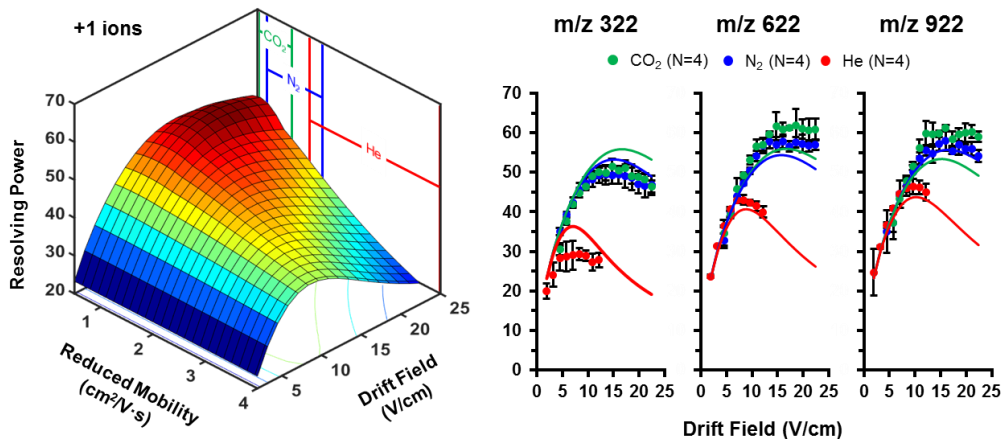 +1 ions
CO2
N2
He
Resolving Power
70
60
50
40
30
20
1
2
3
4
Reduced Mobility
(cm²/V·s)
5
10
15
20
25
Drift Field
(V/cm)
m/z 322 m/z 622 m/z 922
CO₂ (N=4) N₂ (N=4) He (N=4)
70
60
50
40
30
20
10
0
0 5 10 15 20 25
0 5 10 15 20 25
0 5 10 15 20 25
Drift Field (V/cm)